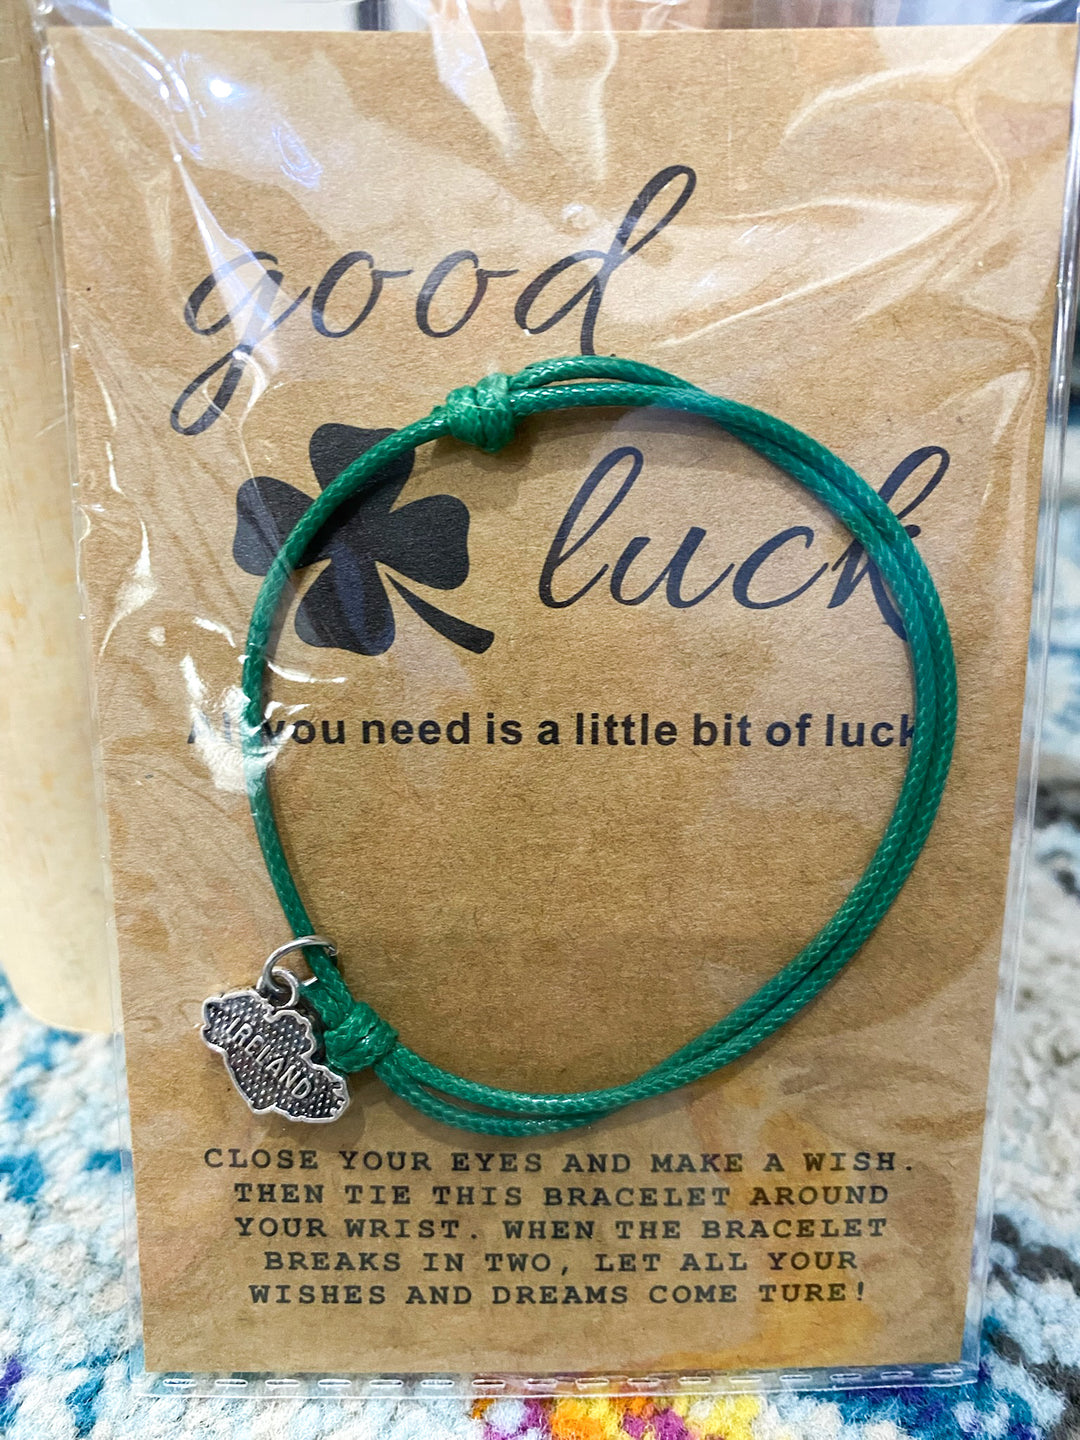 good
luck
All you need is a little bit of luck
IRELAND
CLOSE YOUR EYES AND MAKE A WISH.
THEN TIE THIS BRACELET AROUND
YOUR WRIST. WHEN THE BRACELET
BREAKS IN TWO, LET ALL YOUR
WISHES AND DREAMS COME TURE!